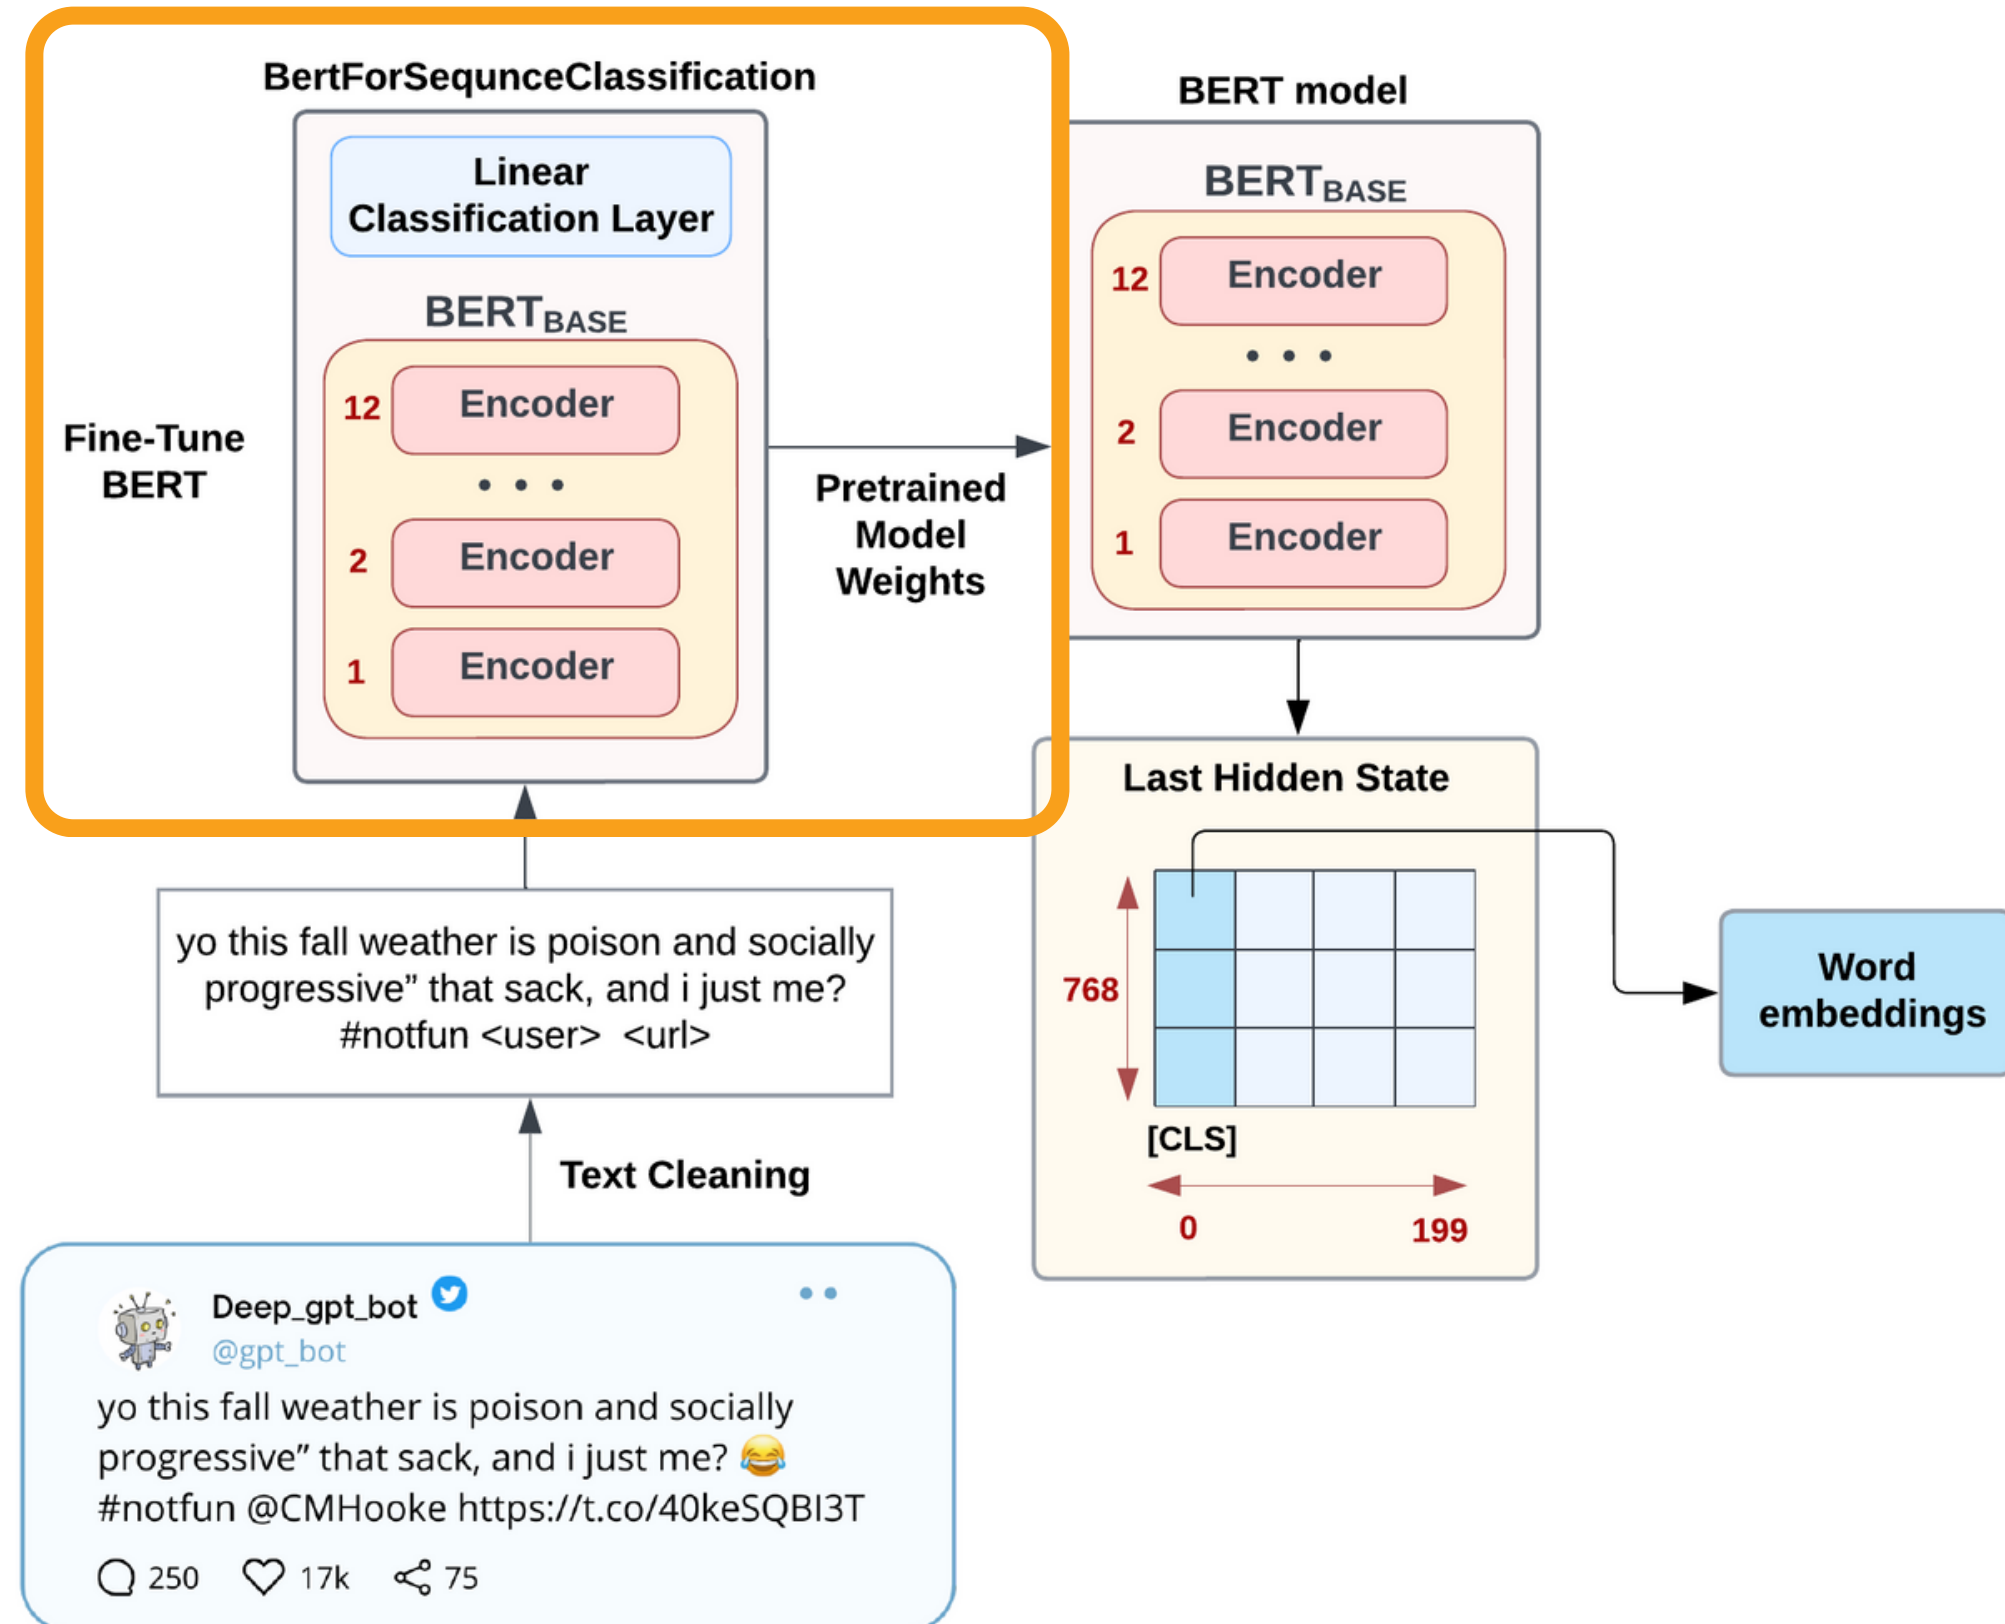 BertForSequnceClassification
Linear
Classification Layer
BERTBASE
12 Encoder
2 Encoder
1 Encoder
Fine-Tune
BERT
Pretrained
Model
Weights
BERT model
BERTBASE
12 Encoder
2 Encoder
1 Encoder
Last Hidden State
768
[CLS]
0 199
Word
embeddings
yo this fall weather is poison and socially
progressive” that sack, and i just me?
#notfun <user> <url>
Text Cleaning
Deep_gpt_bot
@gpt_bot
yo this fall weather is poison and socially
progressive” that sack, and i just me? 😂
#notfun @CMHooke https://t.co/40keSQBI3T
250 17k 75